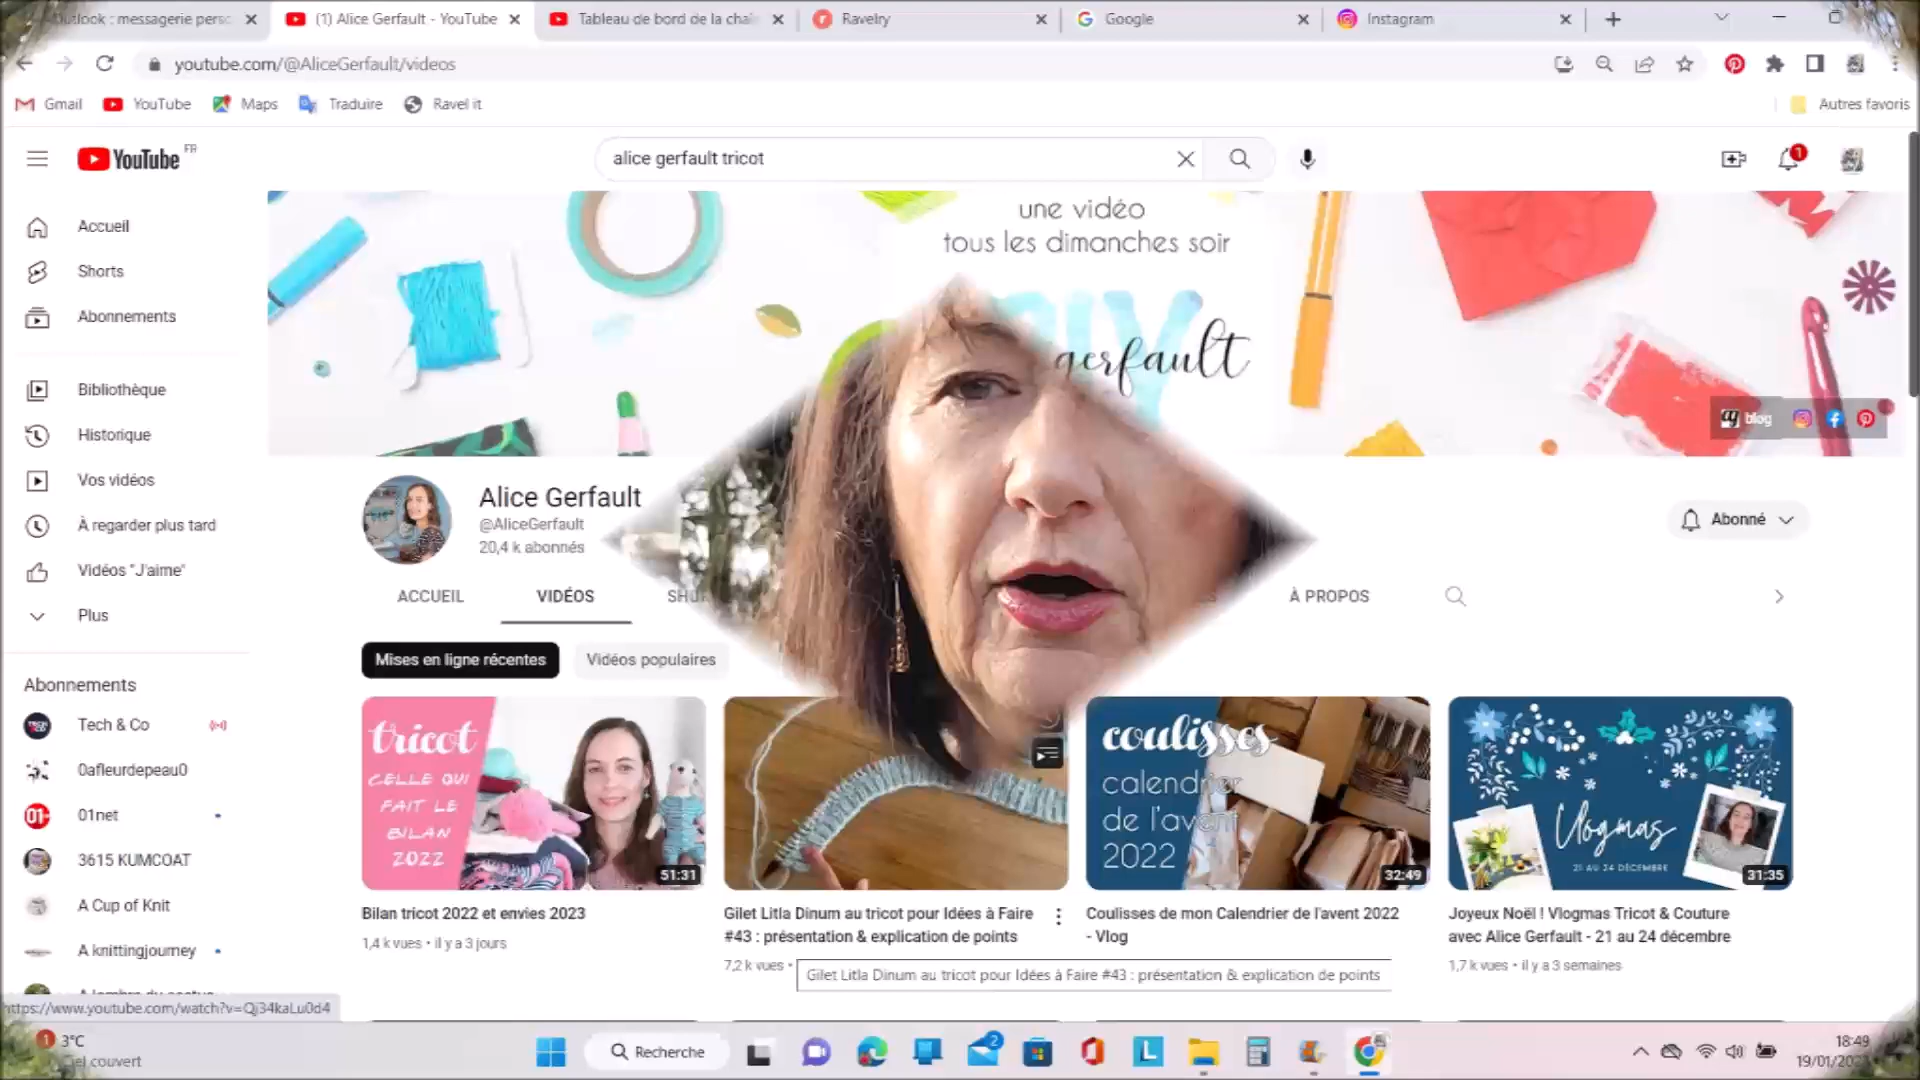 Outlook : messagerie perso
(1) Alice Gerfault - YouTube
Tableau de bord de la chaî
Ravelry
Google
Instagram
youtube.com/@AliceGerfault/videos
Gmail
YouTube
Maps
Traduire
Ravel it
Autres favoris
YouTube FR
alice gerfault tricot
1
Accueil
Shorts
Abonnements
Bibliothèque
Historique
Vos vidéos
À regarder plus tard
Vidéos "J'aime"
Plus
Abonnements
Tech & Co
0afleurdepeau0
01net
3615 KUMCOAT
A Cup of Knit
A knittingjourney
https://www.youtube.com/watch?v=Qj34kaLu0d4
une vidéo
tous les dimanches soir
DIY
gerfault
blog
Alice Gerfault
@AliceGerfault
20,4 k abonnés
Abonné
ACCUEIL
VIDÉOS
SHO
À PROPOS
Mises en ligne récentes
Vidéos populaires
tricot
CELLE QUI
FAIT LE
BILAN
2022
51:31
coulisses
calendrier
de l'avent
2022
32:49
Vlogmas
21 AU 24 DÉCEMBRE
31:35
Bilan tricot 2022 et envies 2023
1,4 k vues • il y a 3 jours
Gilet Litla Dinum au tricot pour Idées à Faire
#43 : présentation & explication de points
7,2 k vues •
Gilet Litla Dinum au tricot pour Idées à Faire #43 : présentation & explication de points
Coulisses de mon Calendrier de l'avent 2022
- Vlog
Joyeux Noël ! Vlogmas Tricot & Couture
avec Alice Gerfault - 21 au 24 décembre
1,7 k vues • il y a 3 semaines
1
3°C
Ciel couvert
Recherche
2
18:49
19/01/20